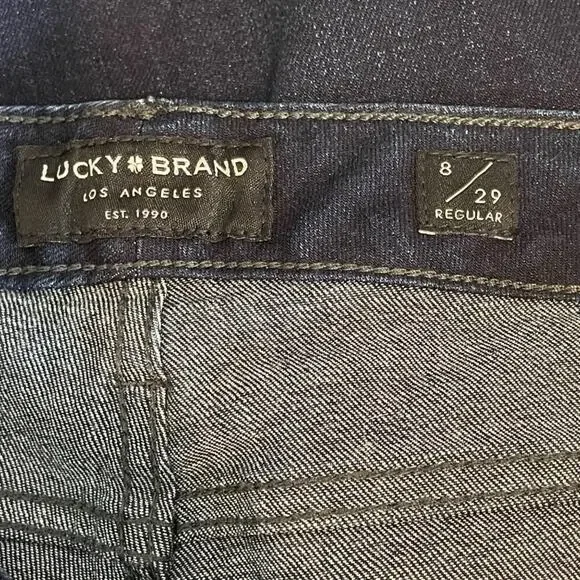 LUCKY BRAND
LOS ANGELES
EST. 1990
8/29
REGULAR